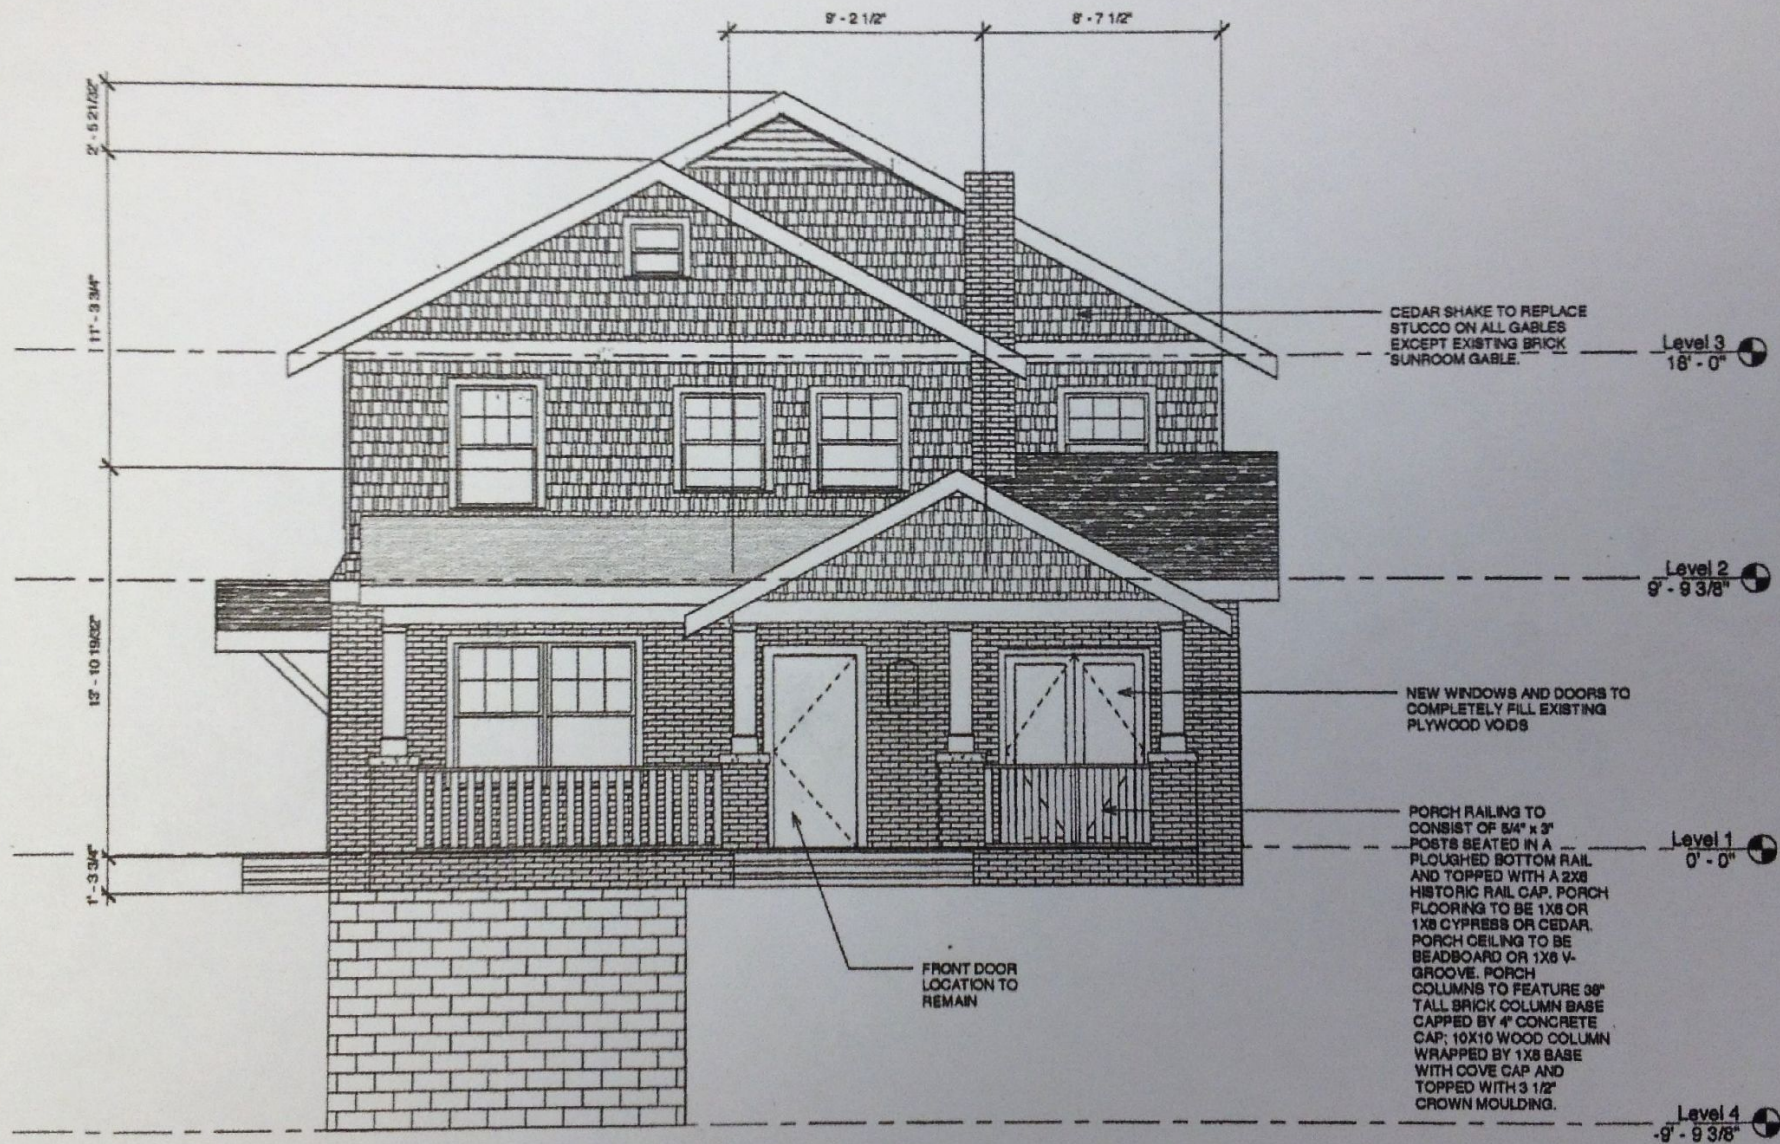 9' - 2 1/2"
8' - 7 1/2"
2' - 5 21/32"
11' - 3 3/4"
13' - 10 19/32"
1' - 3 3/4"
CEDAR SHAKE TO REPLACE
STUCCO ON ALL GABLES
EXCEPT EXISTING BRICK
SUNROOM GABLE.
Level 3
18' - 0"
Level 2
9' - 9 3/8"
NEW WINDOWS AND DOORS TO
COMPLETELY FILL EXISTING
PLYWOOD VOIDS
PORCH RAILING TO
CONSIST OF 5/4" x 3"
POSTS SEATED IN A
PLOUGHED BOTTOM RAIL
AND TOPPED WITH A 2X6
HISTORIC RAIL CAP. PORCH
FLOORING TO BE 1X6 OR
1X8 CYPRESS OR CEDAR.
PORCH CEILING TO BE
BEADBOARD OR 1X6 V-
GROOVE. PORCH
COLUMNS TO FEATURE 38"
TALL BRICK COLUMN BASE
CAPPED BY 4" CONCRETE
CAP; 10X10 WOOD COLUMN
WRAPPED BY 1X8 BASE
WITH COVE CAP AND
TOPPED WITH 3 1/2"
CROWN MOULDING.
Level 1
0' - 0"
FRONT DOOR
LOCATION TO
REMAIN
Level 4
-9' - 9 3/8"